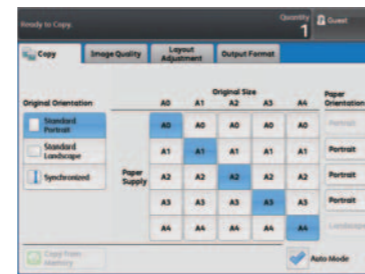 Ready to Copy.
Quantity
1
Guest
Copy
Image Quality
Layout
Adjustment
Output Format
Original Size
Original Orientation
A0 A1 A2 A3 A4
Paper
Orientation
Standard
Portrait
A0 A0 A0 A0 A0
Portrait
Standard
Landscape
A1 A1 A1 A1 A1
Portrait
Synchronized
Paper
Supply
A2 A2 A2 A2 A2
Portrait
A3 A3 A3 A3 A3
Portrait
A4 A4 A4 A4 A4
Landscape
Copy from
Memory
Auto Mode